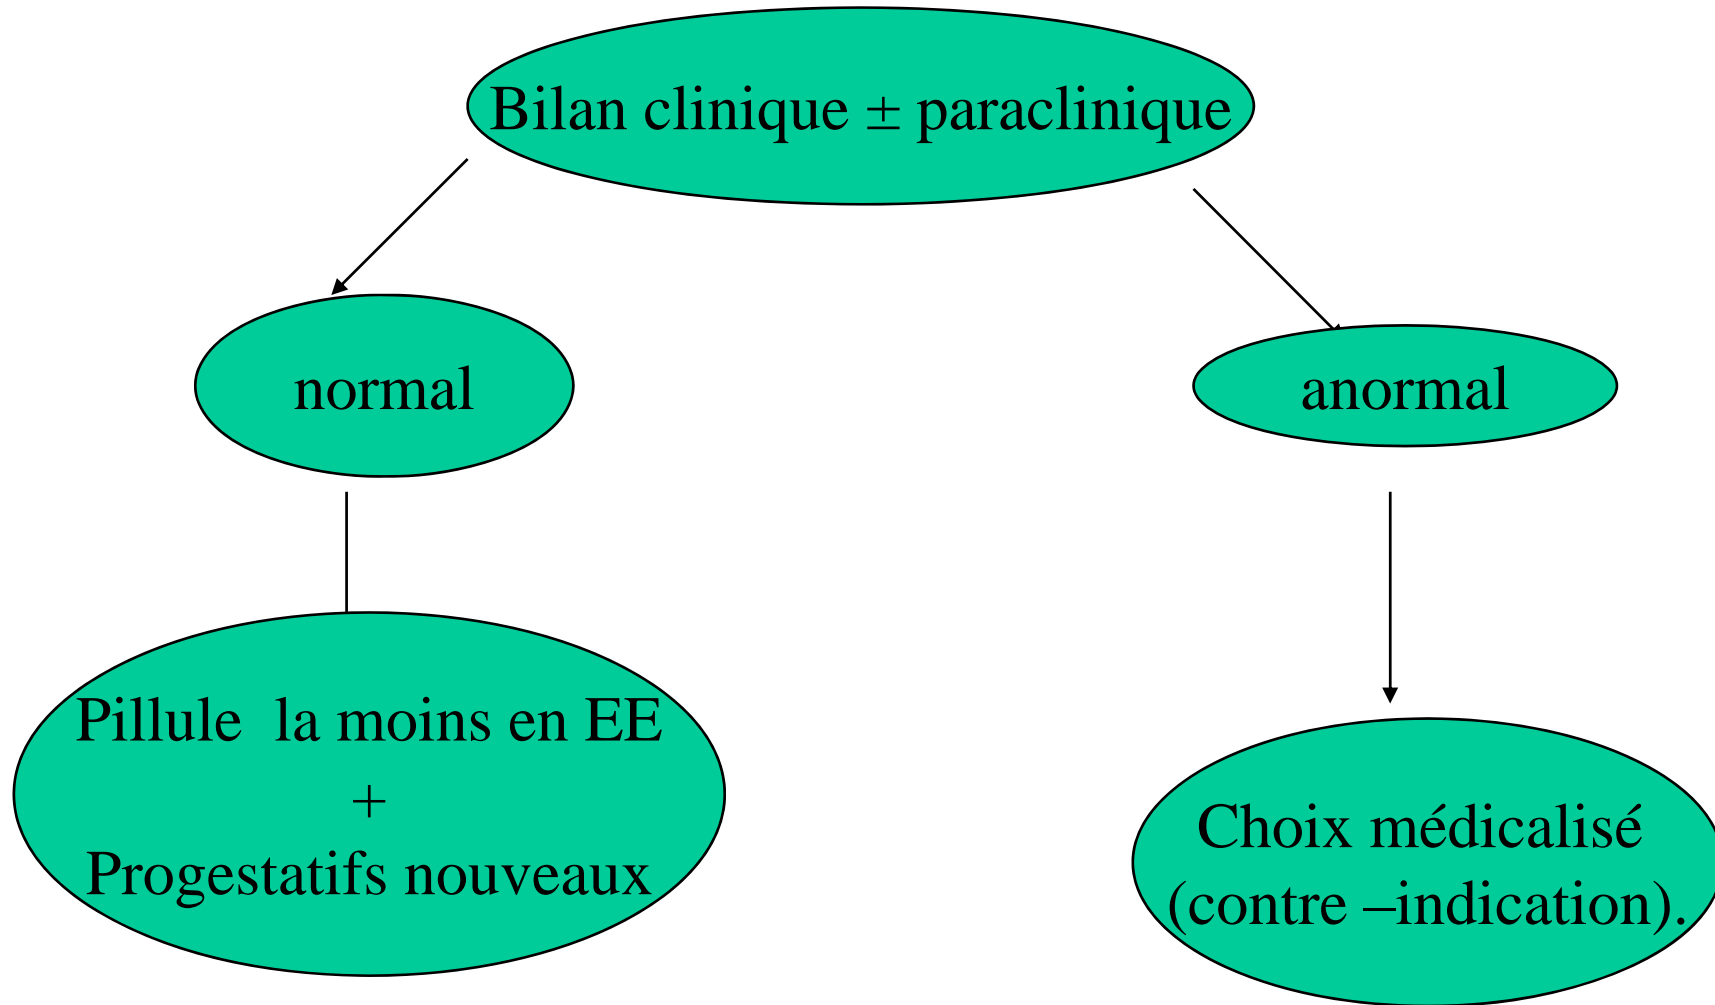 Bilan clinique ± paraclinique
normal
anormal
Pillule la moins en EE
+
Progestatifs nouveaux
Choix médicalisé
(contre –indication).